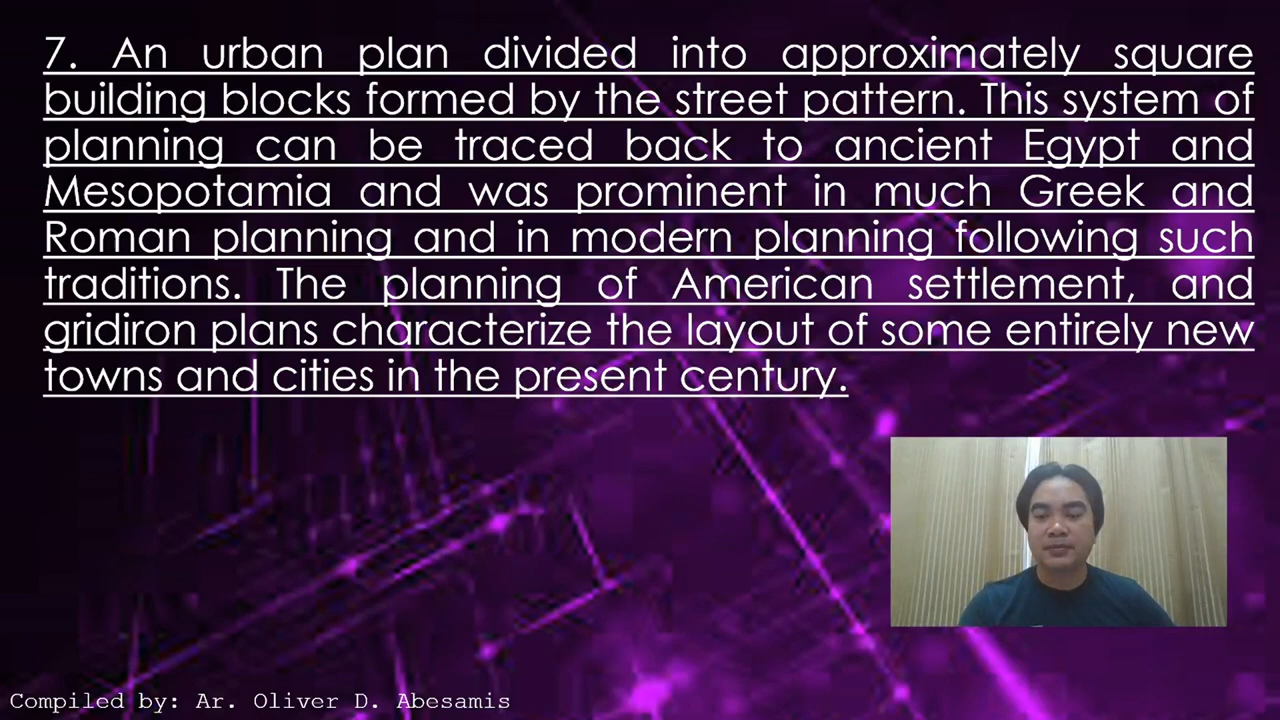 7. An urban plan divided into approximately square
building blocks formed by the street pattern. This system of
planning can be traced back to ancient Egypt and
Mesopotamia and was prominent in much Greek and
Roman planning and in modern planning following such
traditions. The planning of American settlement, and
gridiron plans characterize the layout of some entirely new
towns and cities in the present century.
Compiled by: Ar. Oliver D. Abesamis